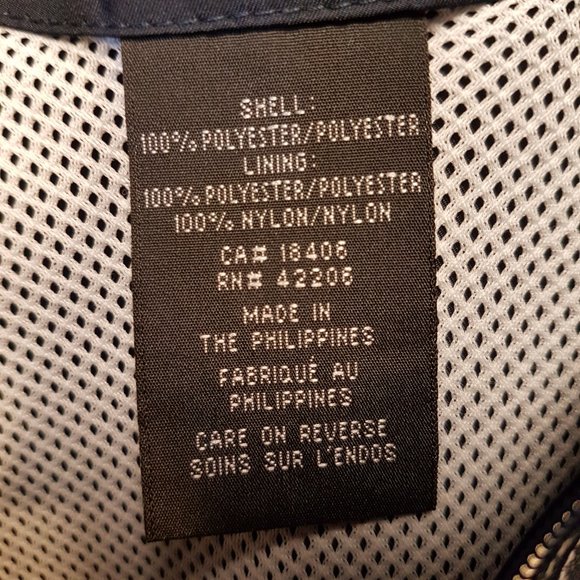 SHELL:
100% POLYESTER/POLYESTER
LINING:
100% POLYESTER/POLYESTER
100% NYLON/NYLON
CA# 18406
RN# 42206
MADE IN
THE PHILIPPINES
FABRIQUÉ AU
PHILIPPINES
CARE ON REVERSE
SOINS SUR L'ENDOS